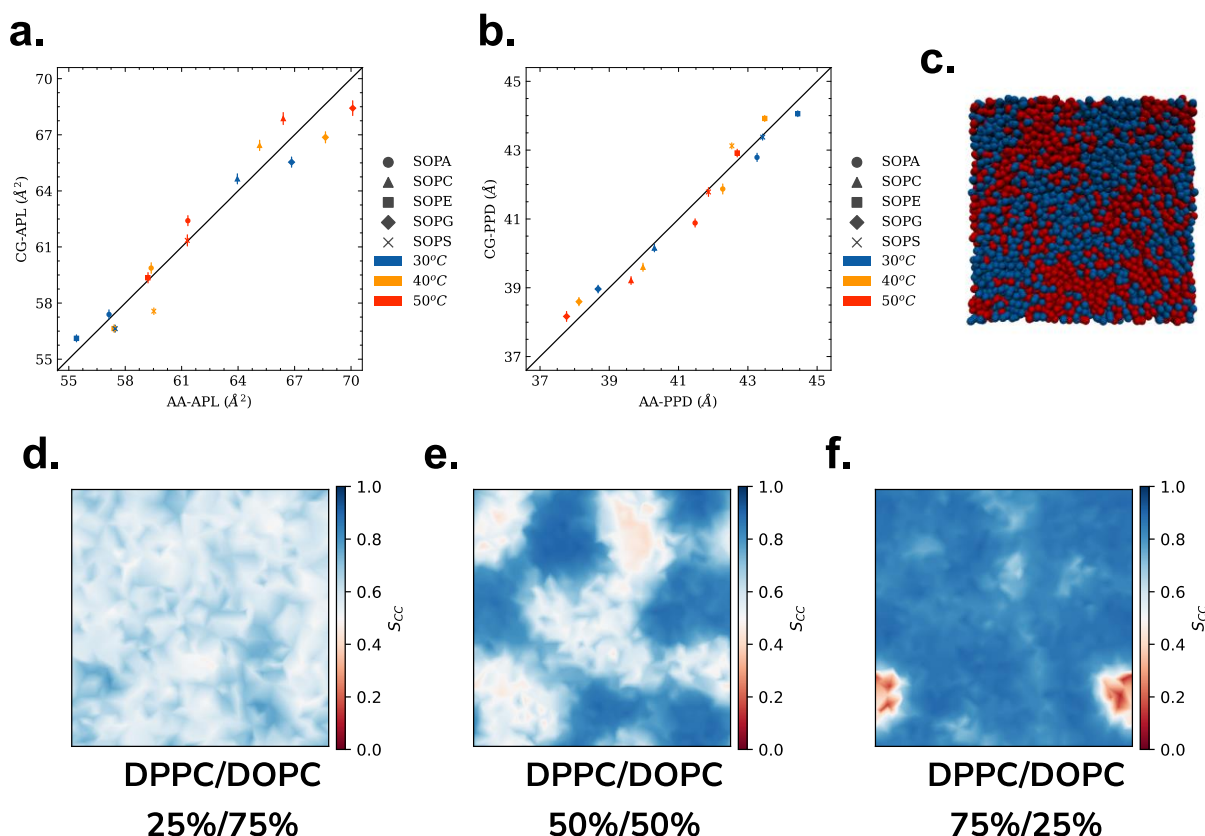 a.
b.
c.
70
67
64
61
58
55
CG-APL (Å²)
55 58 61 64 67 70
AA-APL (Å²)
SOPA
SOPC
SOPE
SOPG
SOPS
30°C
40°C
50°C
45
43
41
39
37
CG-PPD (Å)
37 39 41 43 45
AA-PPD (Å)
SOPA
SOPC
SOPE
SOPG
SOPS
30°C
40°C
50°C
d.
e.
f.
1.0
0.8
0.6
0.4
0.2
0.0
S_CC
1.0
0.8
0.6
0.4
0.2
0.0
S_CC
1.0
0.8
0.6
0.4
0.2
0.0
S_CC
DPPC/DOPC
25%/75%
DPPC/DOPC
50%/50%
DPPC/DOPC
75%/25%